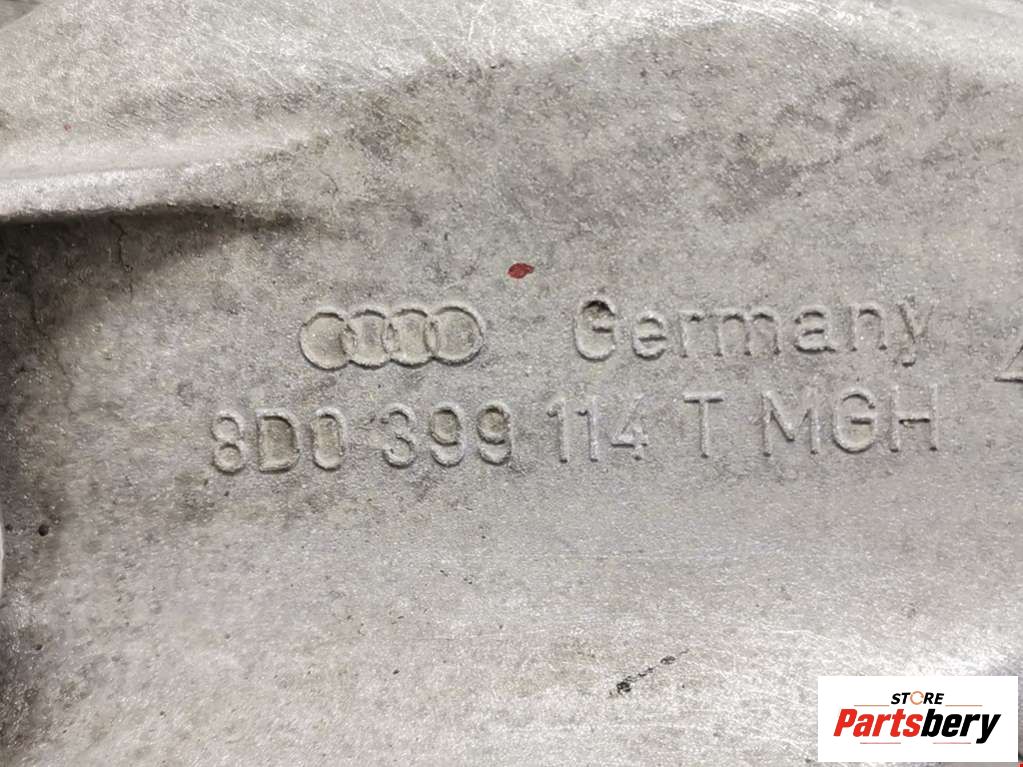 Germany
8D0 399 114 T MGH
STORE
Partsbery